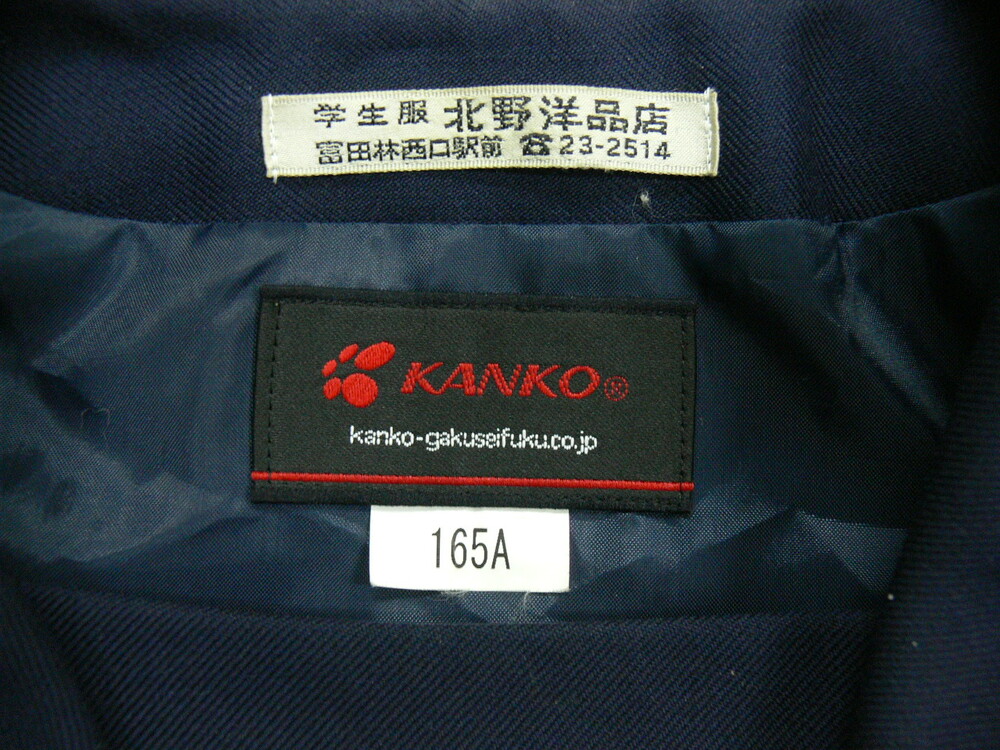 学生服 北野洋品店
富田林西口駅前 ☎23-2514
KANKO®
kanko-gakuseifuku.co.jp
165A